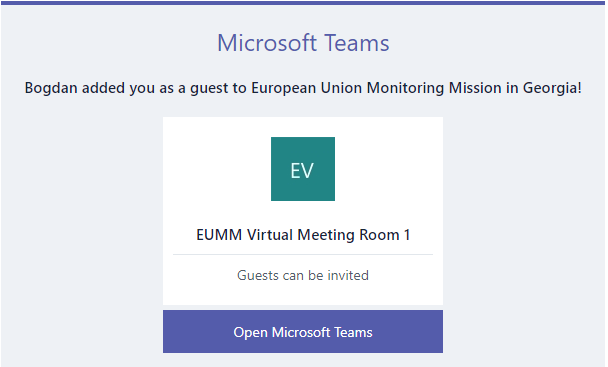 Microsoft Teams
Bogdan added you as a guest to European Union Monitoring Mission in Georgia!
EV
EUMM Virtual Meeting Room 1
Guests can be invited
Open Microsoft Teams